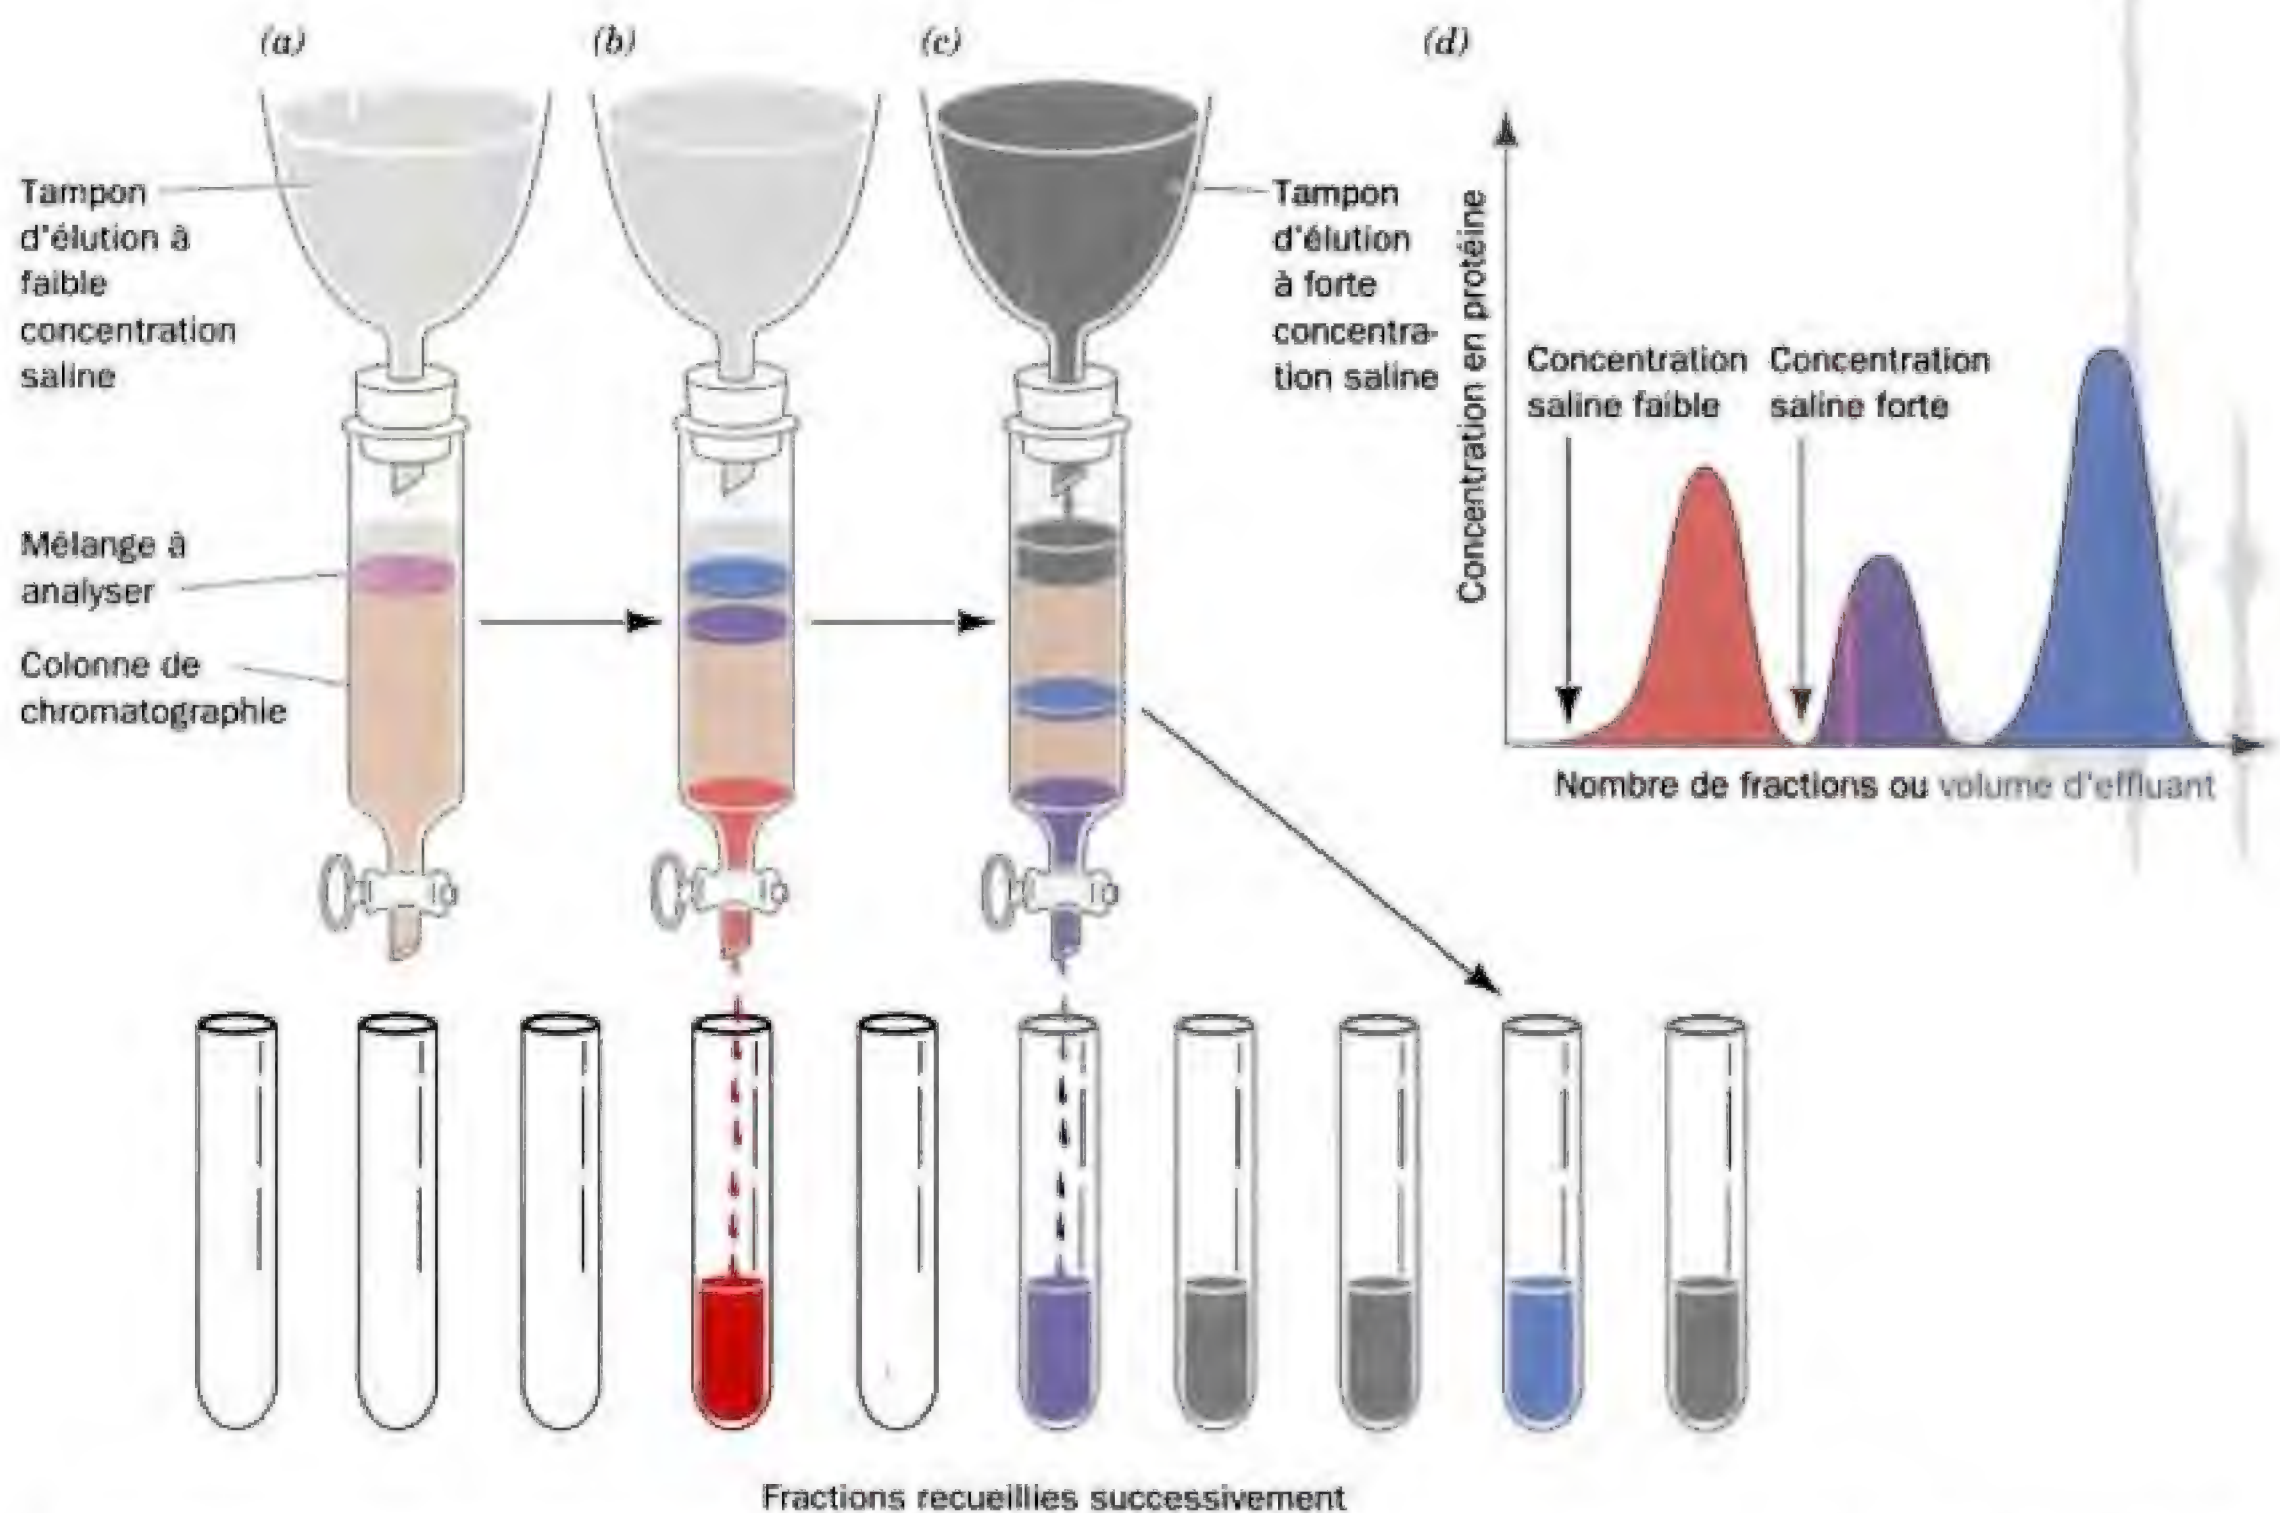 (a)
(b)
(c)
(d)
Tampon
d'élution à
faible
concentration
saline
Mélange à
analyser
Colonne de
chromatographie
Tampon
d'élution
à forte
concentra-
tion saline
Concentration en protéine
Concentration
saline faible
Concentration
saline forte
Nombre de fractions ou volume d'effluant
Fractions recueillies successivement